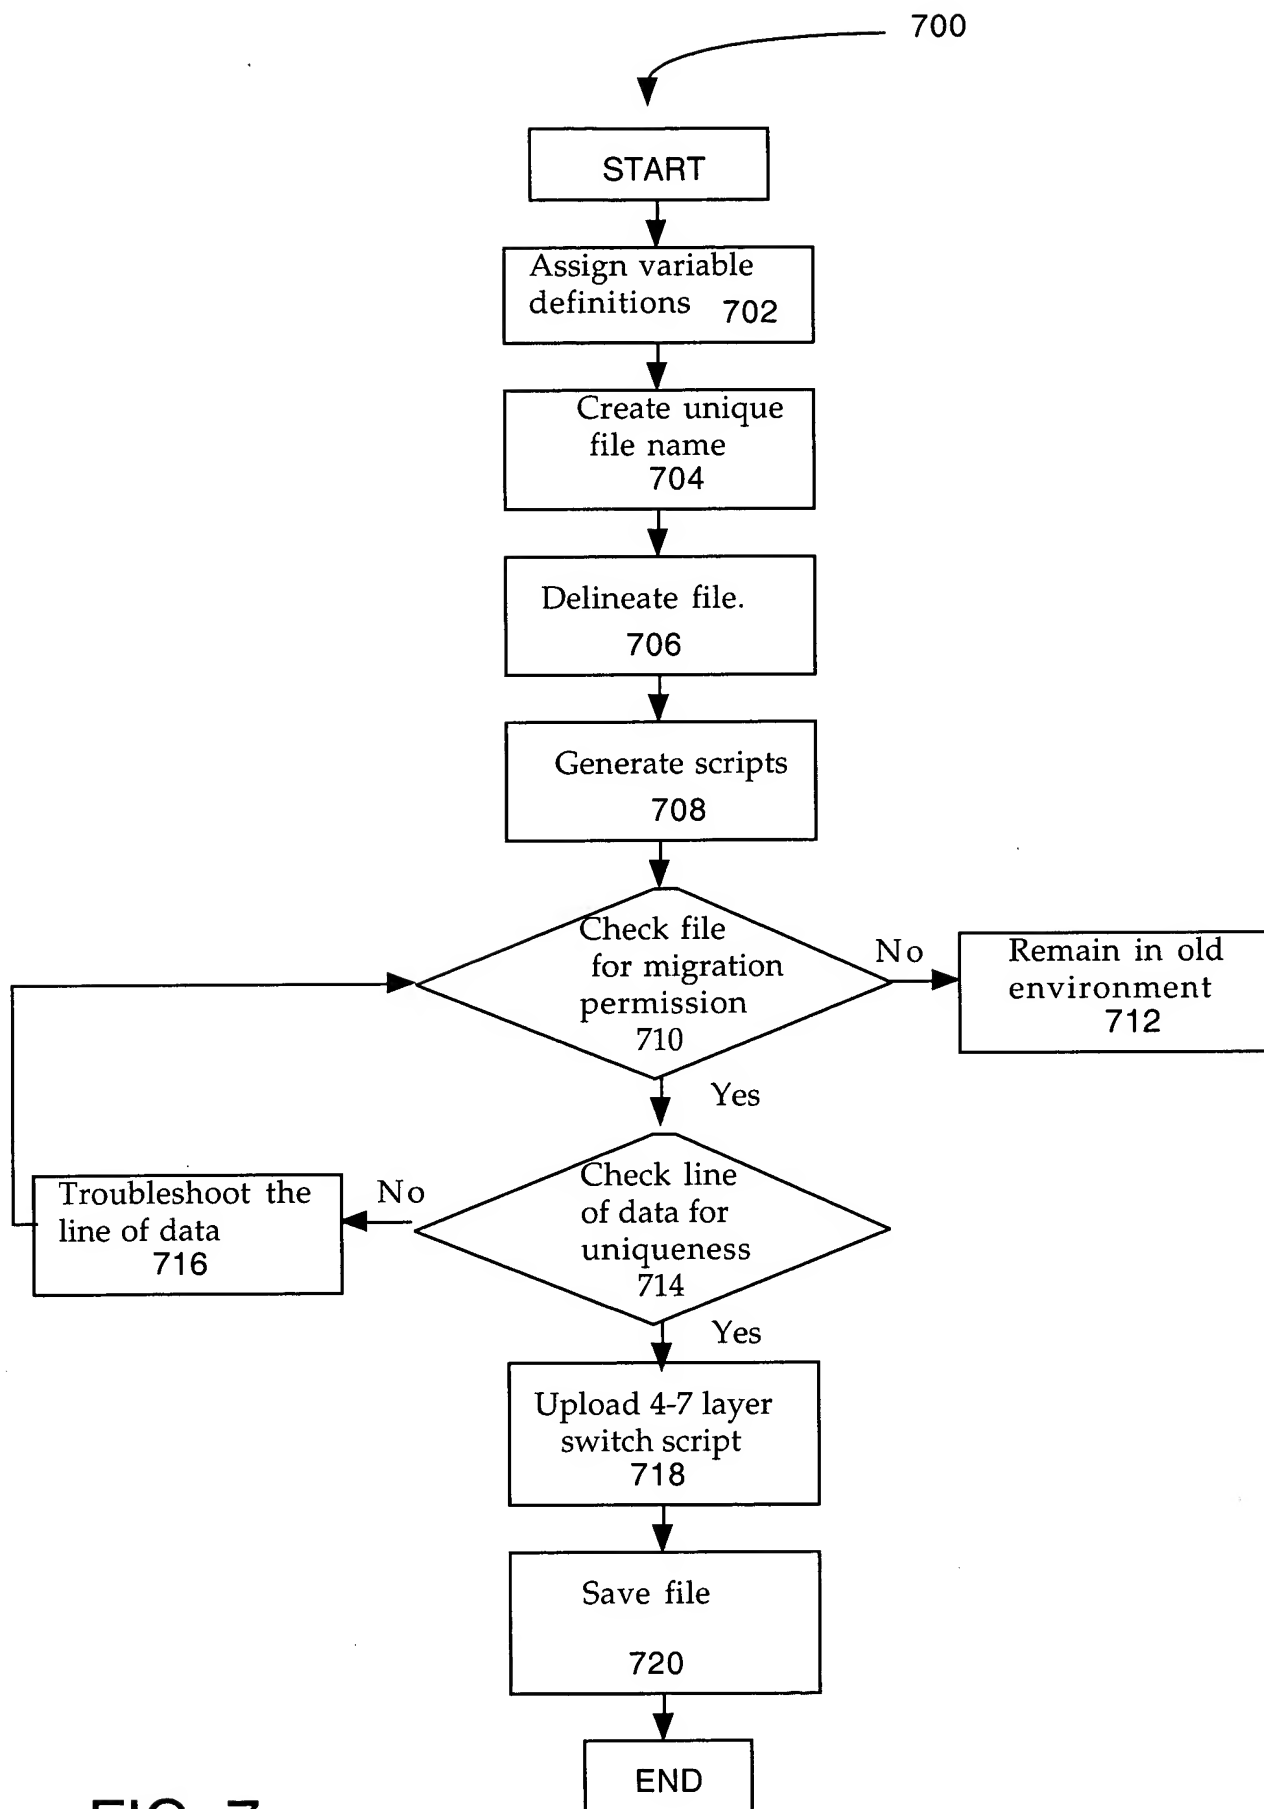 700
START
Assign variable
definitions 702
Create unique
file name
704
Delineate file.
706
Generate scripts
708
Check file
for migration
permission
710
No
Remain in old
environment
712
Yes
Check line
of data for
uniqueness
714
No
Troubleshoot the
line of data
716
Yes
Upload 4-7 layer
switch script
718
Save file
720
END
FIG. 7